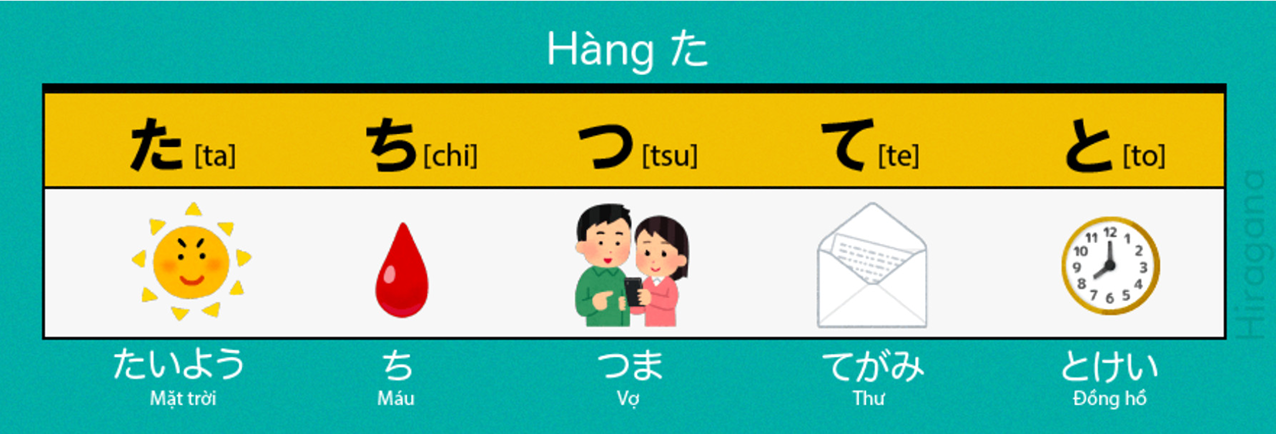 Hàng た
た [ta] ち [chi] つ [tsu] て [te] と [to]
11 12 1
10 2
9 3
8 4
7 6 5
たいよう ち つま てがみ とけい
Mặt trời Máu Vợ Thư Đồng hồ
Hiragana